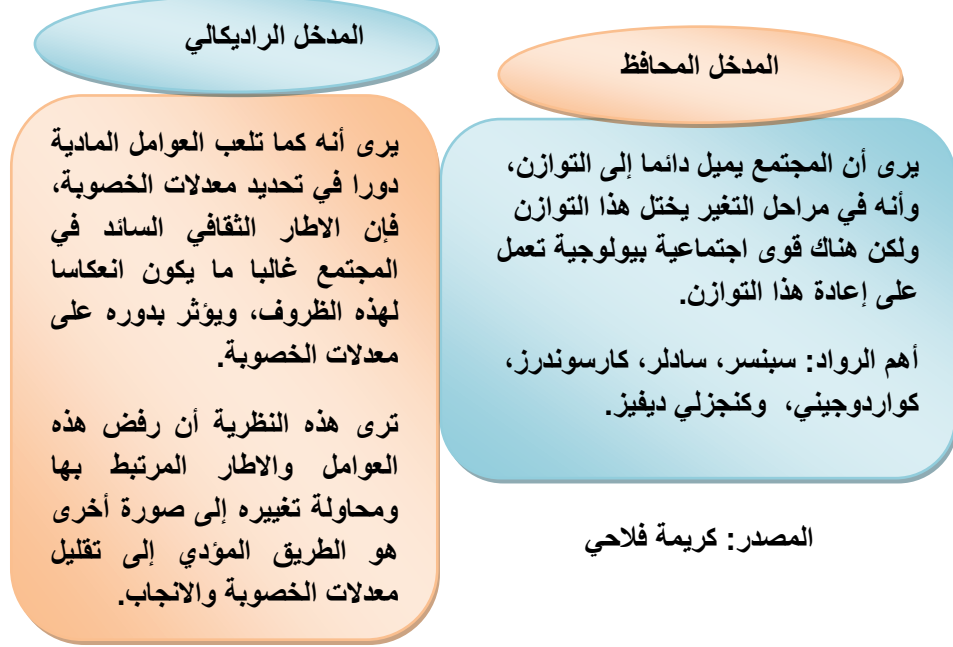 المدخل المحافظ
يرى أن المجتمع يميل دائما إلى التوازن،
وأنه في مراحل التغير يختل هذا التوازن
ولكن هناك قوى اجتماعية بيولوجية تعمل
على إعادة هذا التوازن.
أهم الرواد: سبنسر، سادلر، كارسوندرز،
كواردوجيني، وكنجزلي ديفيز.
المصدر: كريمة فلاحي
المدخل الراديكالي
يرى أنه كما تلعب العوامل المادية
دورا في تحديد معدلات الخصوبة،
فإن الاطار الثقافي السائد في
المجتمع غالبا ما يكون انعكاسا
لهذه الظروف، ويؤثر بدوره على
معدلات الخصوبة.
ترى هذه النظرية أن رفض هذه
العوامل والاطار المرتبط بها
ومحاولة تغييره إلى صورة أخرى
هو الطريق المؤدي إلى تقليل
معدلات الخصوبة والانجاب.